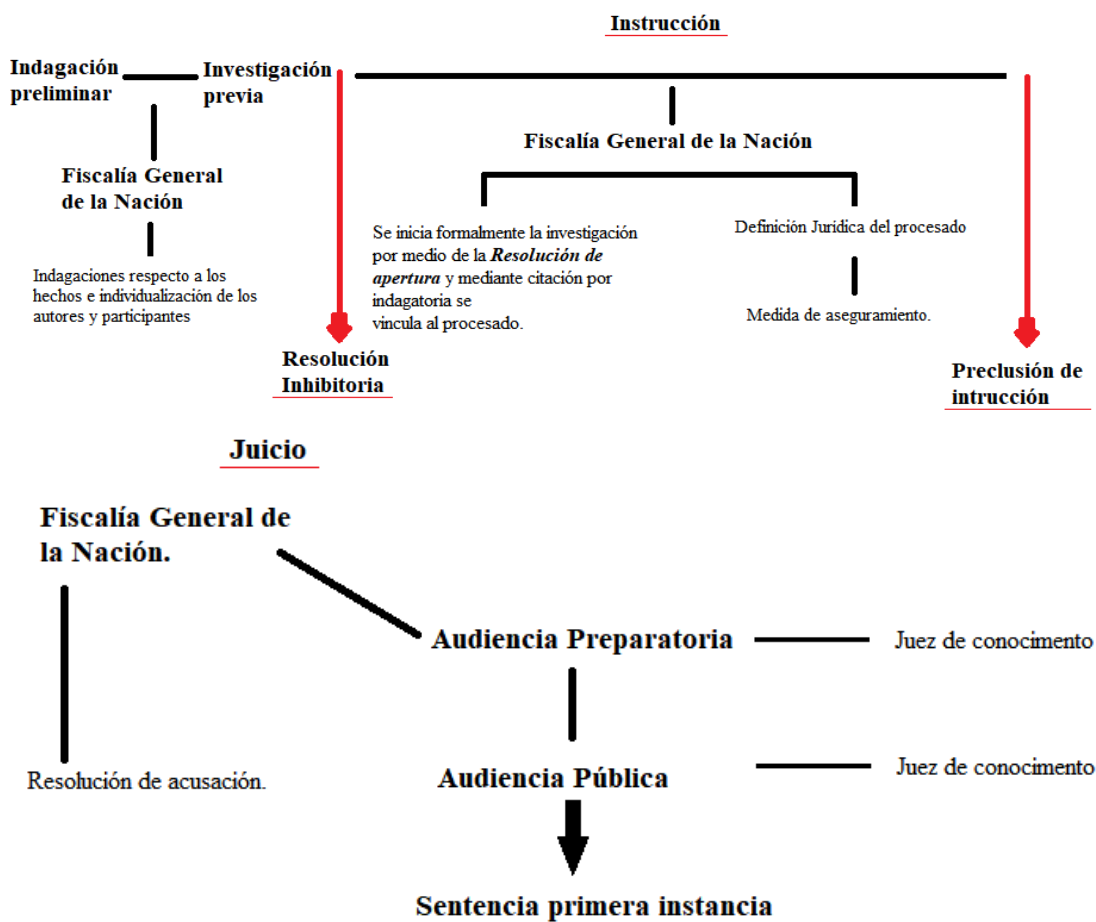 Instrucción
Indagación
preliminar
Investigación
previa
Fiscalía General
de la Nación
Indagaciones respecto a los
hechos e individualización de los
autores y participantes
Fiscalía General de la Nación
Se inicia formalmente la investigación
por medio de la Resolución de
apertura y mediante citación por
indagatoria se
vincula al procesado.
Definición Jurídica del procesado
Medida de aseguramiento.
Resolución
Inhibitoria
Preclusión de
intrucción
Juicio
Fiscalía General de
la Nación.
Audiencia Preparatoria
Juez de conocimiento
Resolución de acusación.
Audiencia Pública
Juez de conocimiento
Sentencia primera instancia